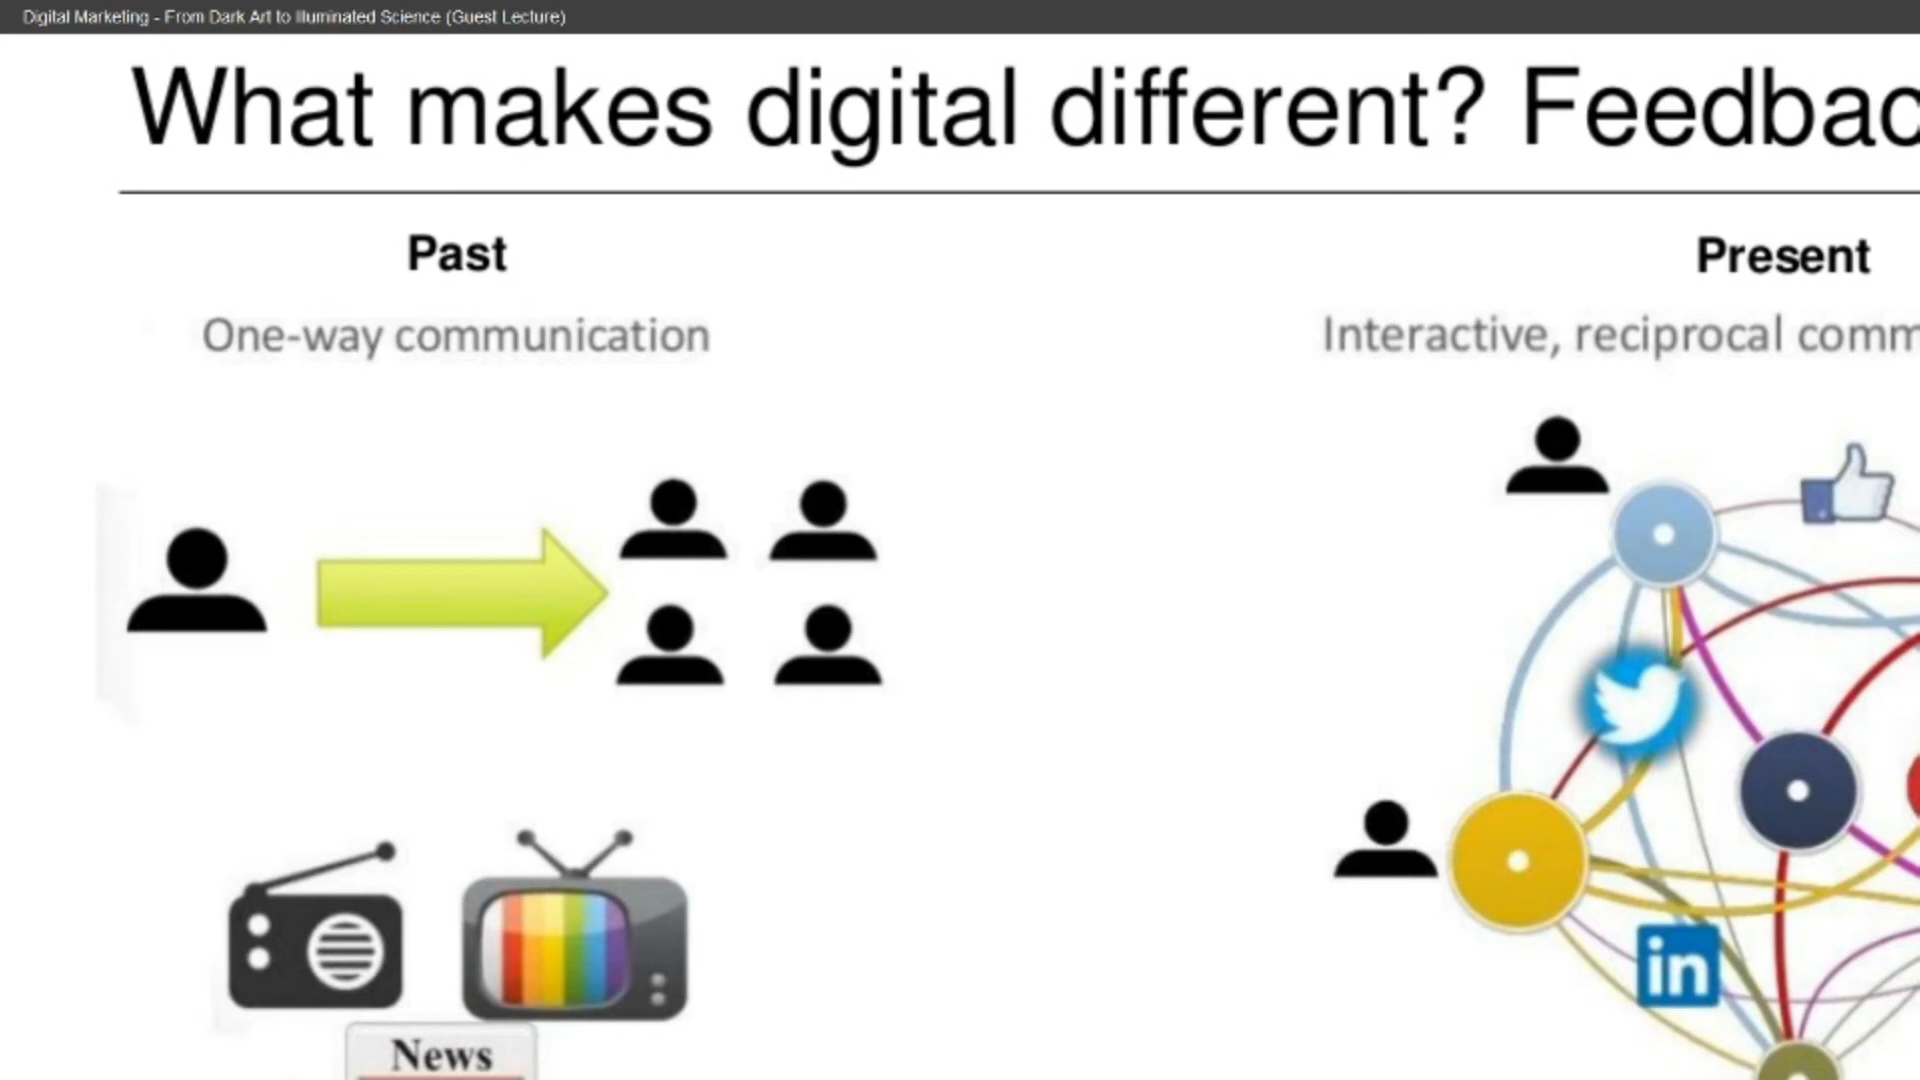 Digital Marketing - From Dark Art to Illuminated Science (Guest Lecture)
What makes digital different? Feedbac
Past
Present
One-way communication
Interactive, reciprocal comm
in
News